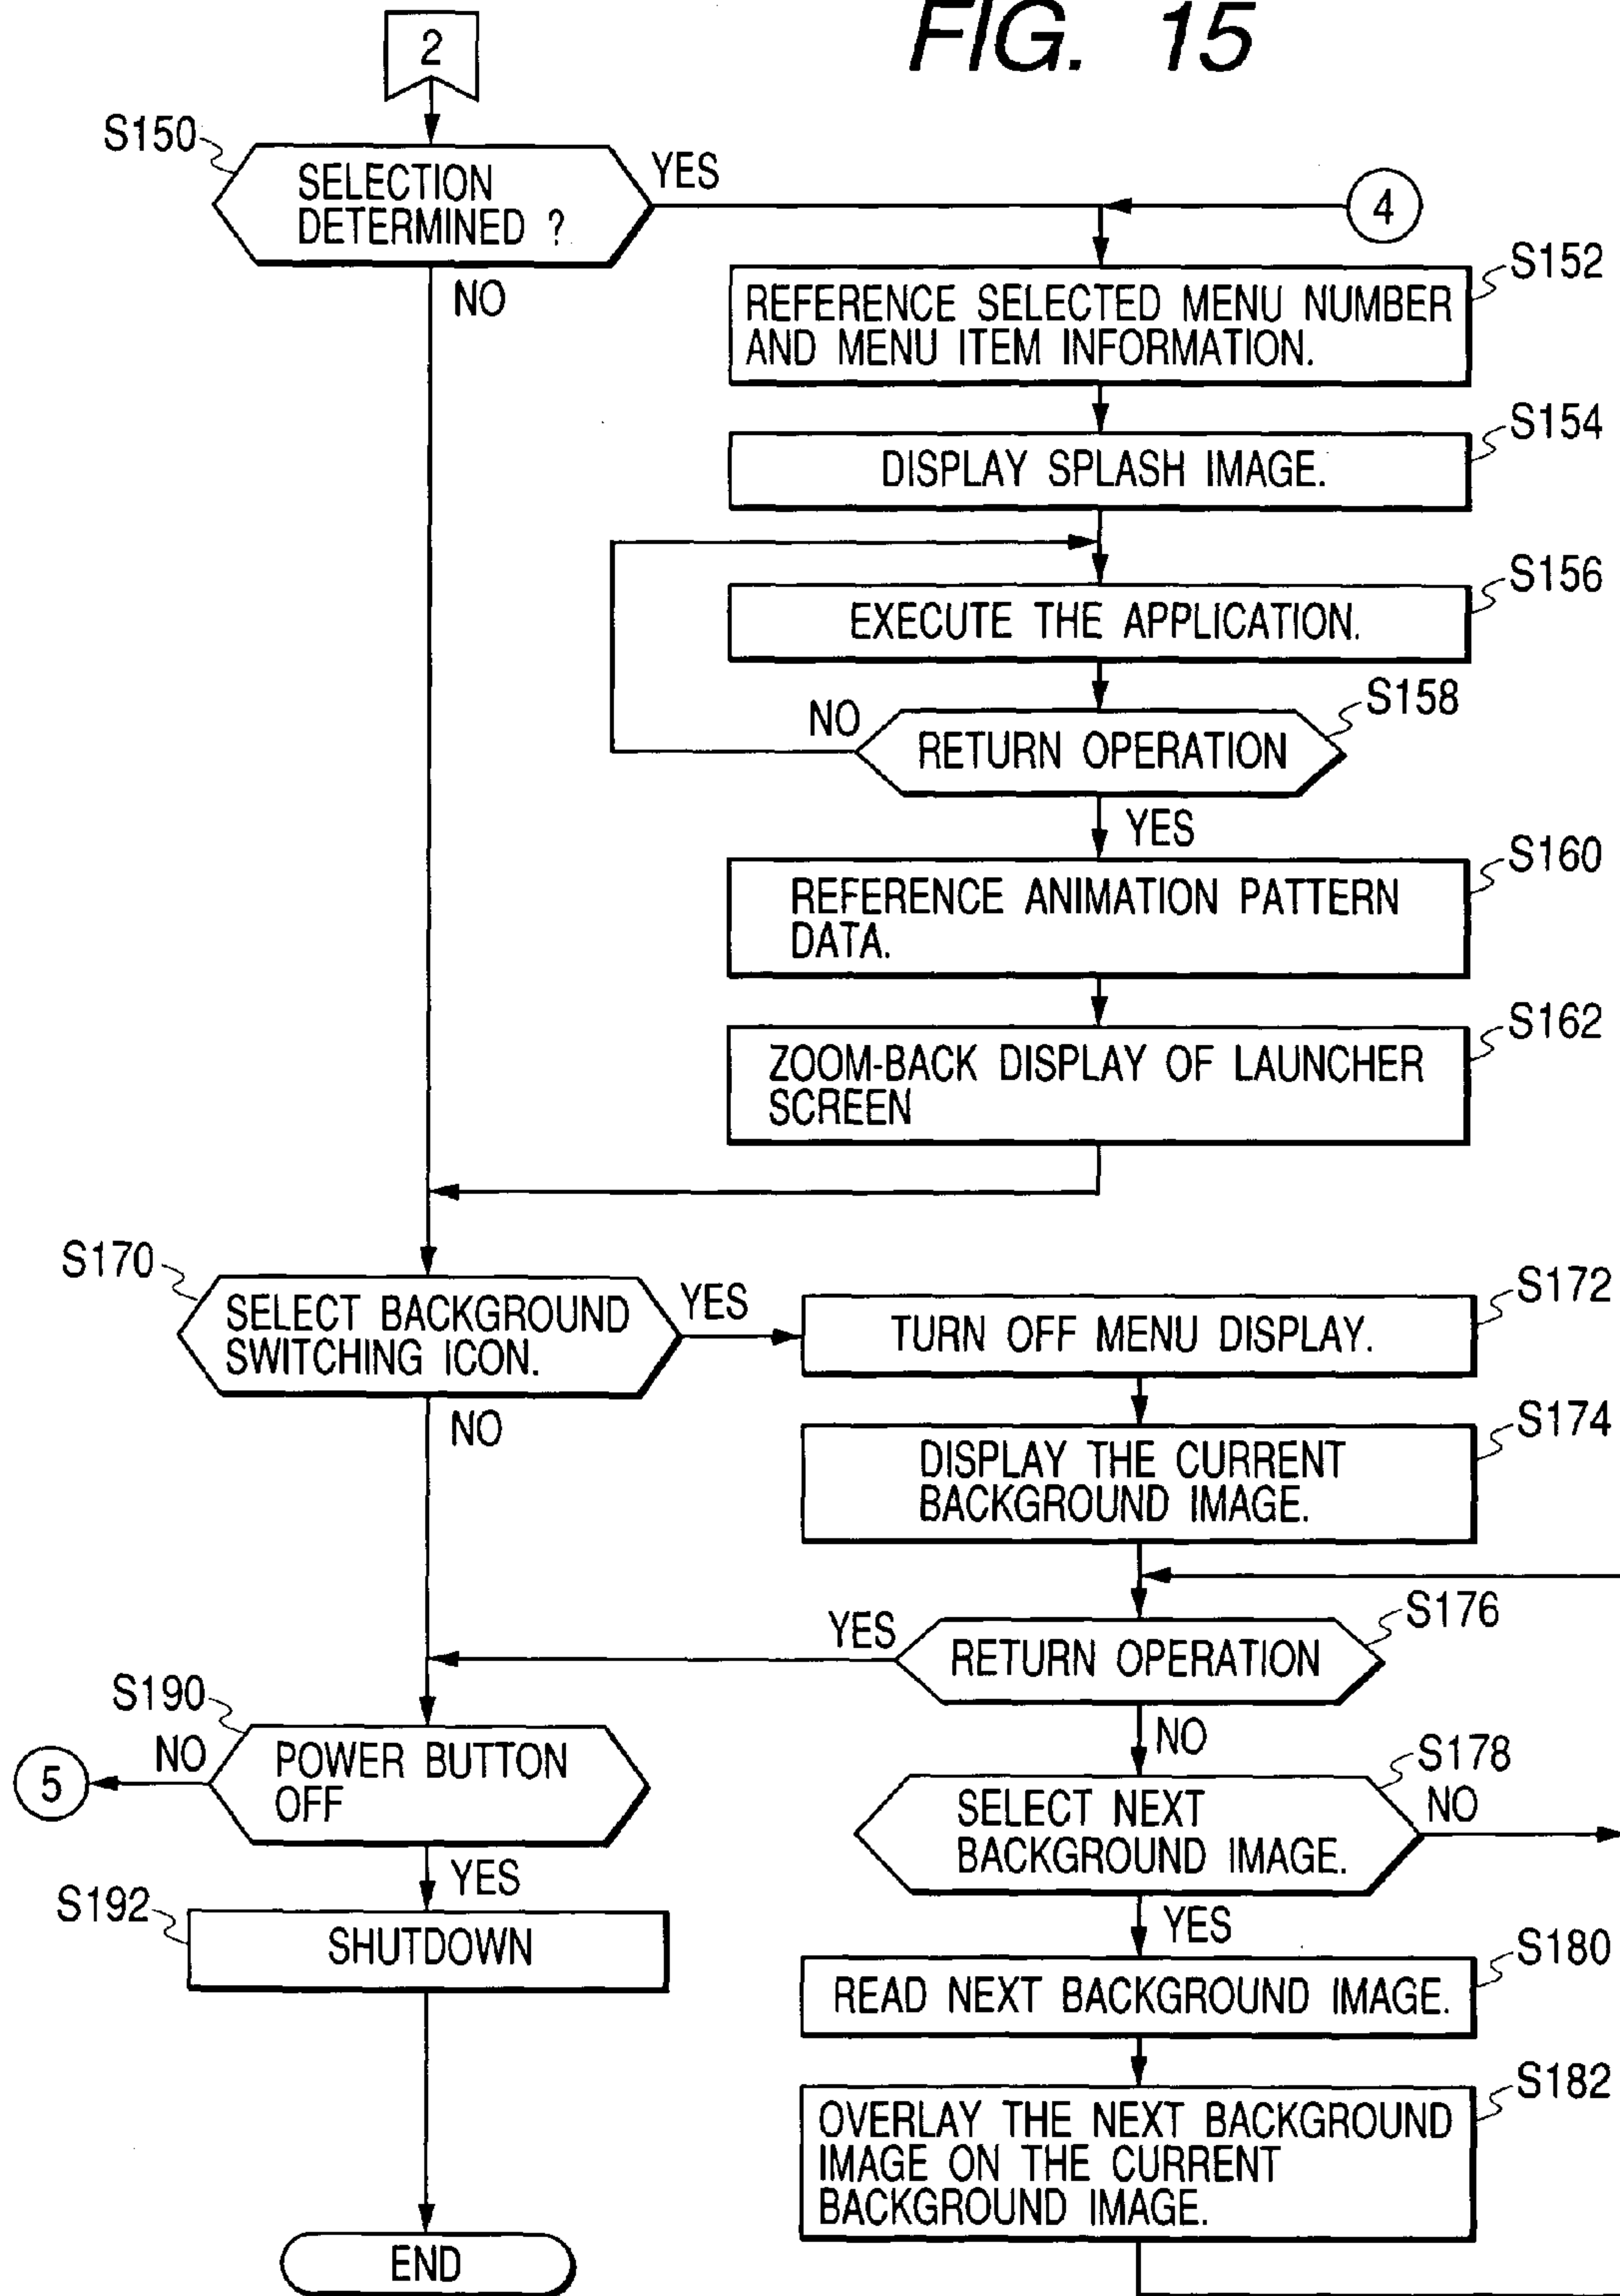 FIG. 15
2
S150
SELECTION
DETERMINED ?
YES
NO
4
S152
REFERENCE SELECTED MENU NUMBER
AND MENU ITEM INFORMATION.
S154
DISPLAY SPLASH IMAGE.
S156
EXECUTE THE APPLICATION.
S158
NO
RETURN OPERATION
YES
S160
REFERENCE ANIMATION PATTERN
DATA.
S162
ZOOM-BACK DISPLAY OF LAUNCHER
SCREEN
S170
SELECT BACKGROUND
SWITCHING ICON.
YES
NO
S172
TURN OFF MENU DISPLAY.
S174
DISPLAY THE CURRENT
BACKGROUND IMAGE.
S176
YES
RETURN OPERATION
NO
S190
POWER BUTTON
OFF
NO
5
YES
S178
SELECT NEXT
BACKGROUND IMAGE.
NO
YES
S192
SHUTDOWN
S180
READ NEXT BACKGROUND IMAGE.
S182
OVERLAY THE NEXT BACKGROUND
IMAGE ON THE CURRENT
BACKGROUND IMAGE.
END